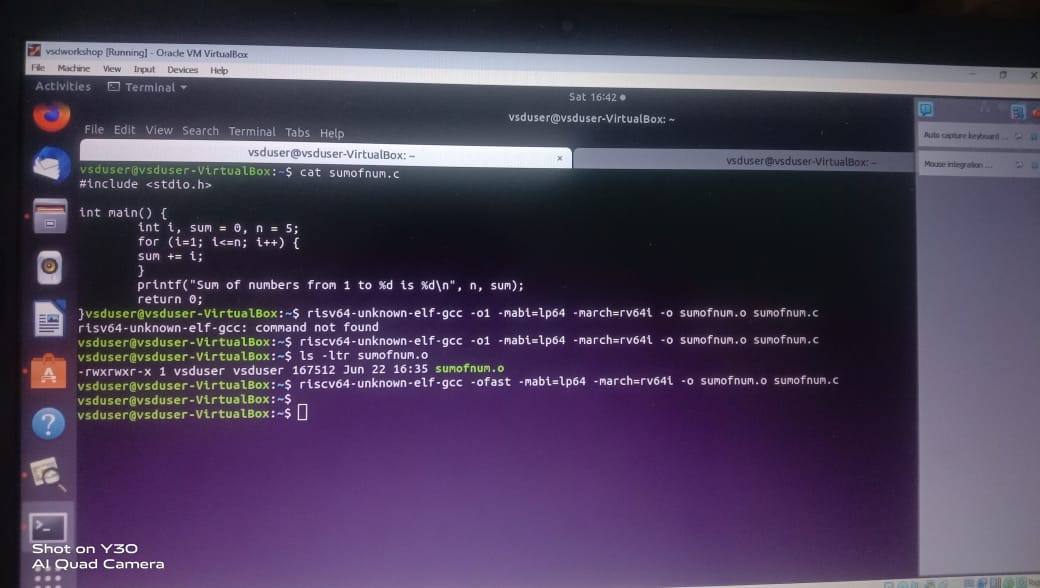 vsdworkshop [Running] - Oracle VM VirtualBox
File Machine View Input Devices Help
Activities Terminal
Sat 16:42
vsduser@vsduser-VirtualBox: ~
File Edit View Search Terminal Tabs Help
vsduser@vsduser-VirtualBox: ~ × vsduser@vsduser-VirtualBox: ~
Auto capture keyboard ...
Mouse integration ...
vsduser@vsduser-VirtualBox:~$ cat sumofnum.c
#include <stdio.h>
int main() {
int i, sum = 0, n = 5;
for (i=1; i<=n; i++) {
sum += i;
}
printf("Sum of numbers from 1 to %d is %d\n", n, sum);
return 0;
}vsduser@vsduser-VirtualBox:~$ risv64-unknown-elf-gcc -o1 -mabi=lp64 -march=rv64i -o sumofnum.o sumofnum.c
risv64-unknown-elf-gcc: command not found
vsduser@vsduser-VirtualBox:~$ riscv64-unknown-elf-gcc -o1 -mabi=lp64 -march=rv64i -o sumofnum.o sumofnum.c
vsduser@vsduser-VirtualBox:~$ ls -ltr sumofnum.o
-rwxrwxr-x 1 vsduser vsduser 167512 Jun 22 16:35 sumofnum.o
vsduser@vsduser-VirtualBox:~$ riscv64-unknown-elf-gcc -ofast -mabi=lp64 -march=rv64i -o sumofnum.o sumofnum.c
vsduser@vsduser-VirtualBox:~$
vsduser@vsduser-VirtualBox:~$
Shot on Y30
AI Quad Camera